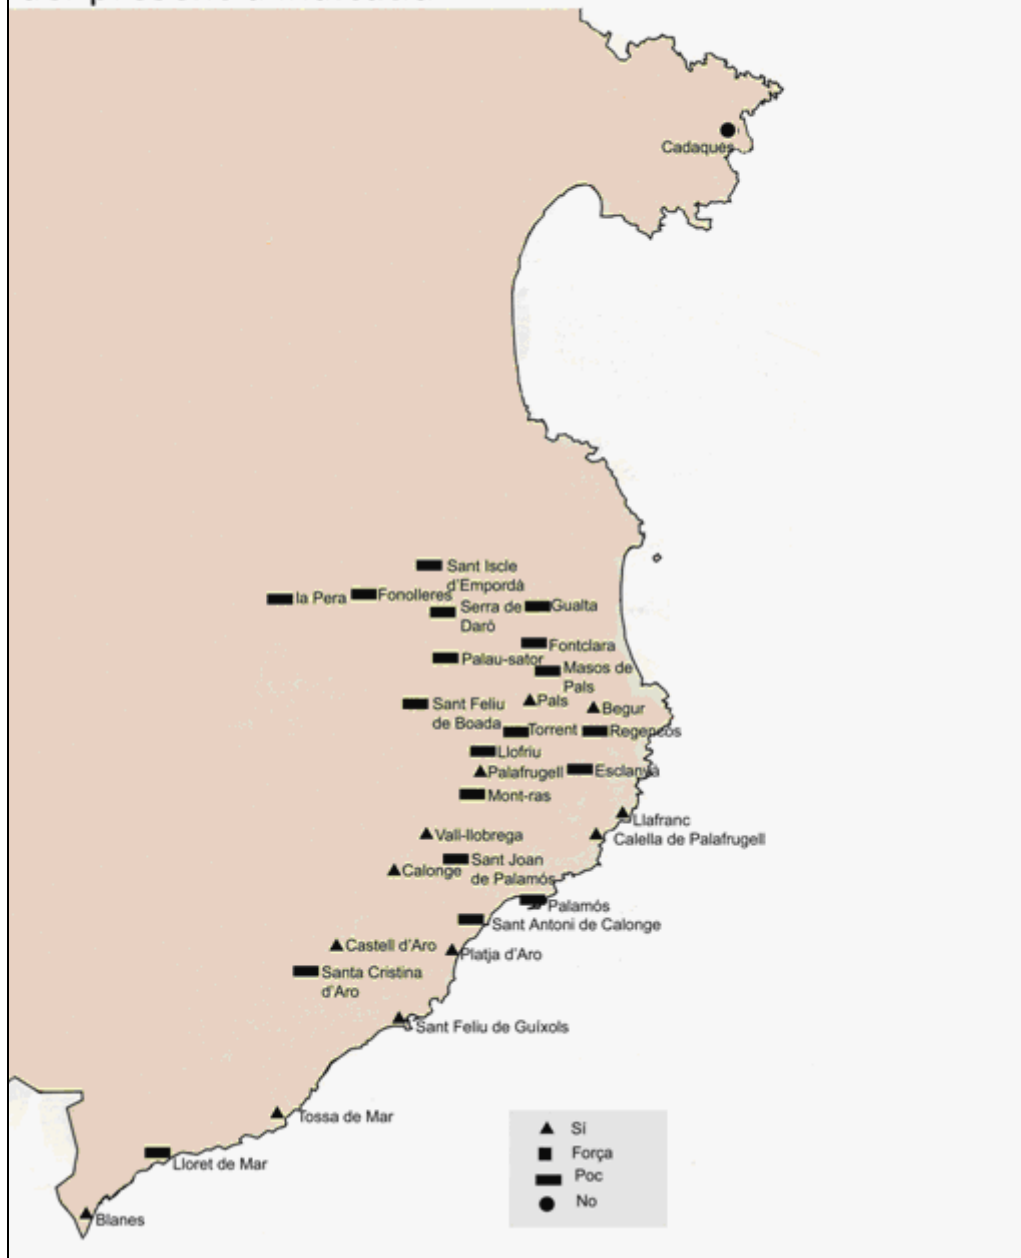 Cadaqués
Sant Iscle
d'Empordà
la Pera
Fonolleres
Serra de
Daró
Gualta
Fontclara
Palau-sator
Masos de
Pals
Pals
Begur
Sant Feliu
de Boada
Torrent
Regencós
Llofriu
Palafrugell
Esclanyà
Mont-ras
Llafranc
Calella de Palafrugell
Vall-llobrega
Sant Joan
de Palamós
Calonge
Palamós
Sant Antoni de Calonge
Castell d'Aro
Platja d'Aro
Santa Cristina
d'Aro
Sant Feliu de Guíxols
Tossa de Mar
Lloret de Mar
Blanes
Sí
Força
Poc
No